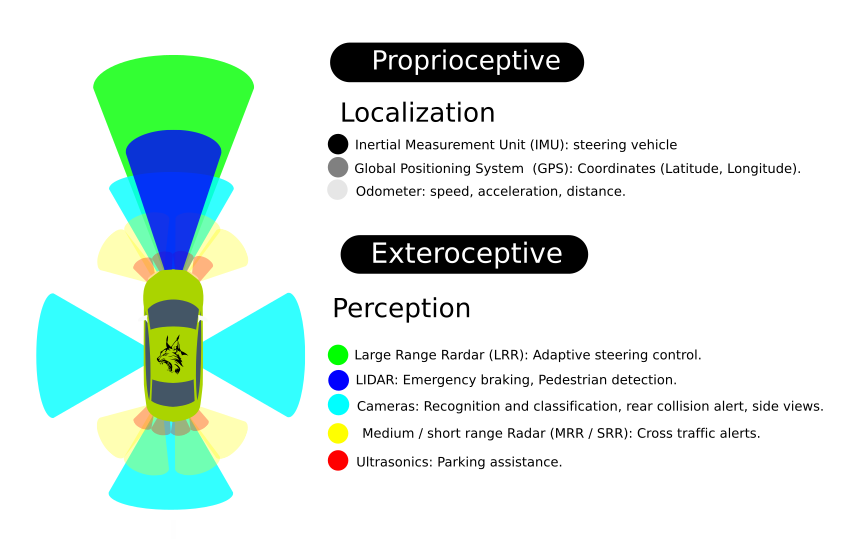 Proprioceptive
Localization
Inertial Measurement Unit (IMU): steering vehicle
Global Positioning System (GPS): Coordinates (Latitude, Longitude).
Odometer: speed, acceleration, distance.
Exteroceptive
Perception
Large Range Rardar (LRR): Adaptive steering control.
LIDAR: Emergency braking, Pedestrian detection.
Cameras: Recognition and classification, rear collision alert, side views.
Medium / short range Radar (MRR / SRR): Cross traffic alerts.
Ultrasonics: Parking assistance.